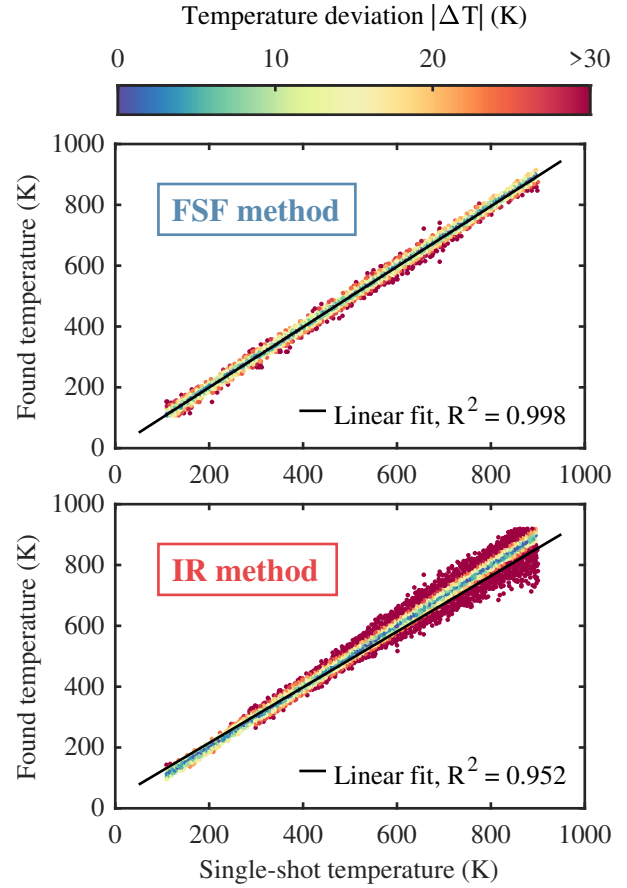 Temperature deviation |ΔT| (K)
0 10 20 >30
1000
800
600
400
200
0
Found temperature (K)
FSF method
Linear fit, R² = 0.998
0 200 400 600 800 1000
1000
800
600
400
200
0
Found temperature (K)
IR method
Linear fit, R² = 0.952
0 200 400 600 800 1000
Single-shot temperature (K)